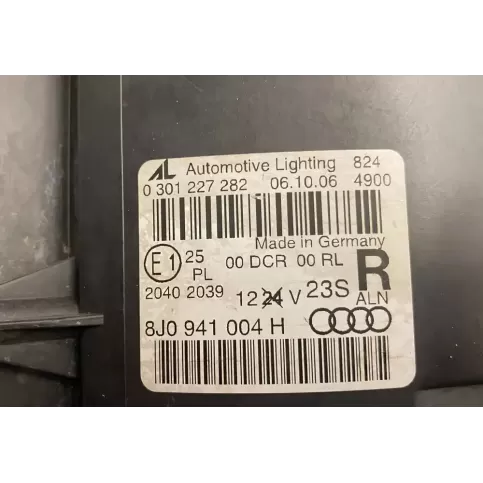 AL Automotive Lighting 824
0 301 227 282 06.10.06 4900
Made in Germany
E1 25 PL 00 DCR 00 RL R
2040 2039 12 24 V 23S ALN
8J0 941 004 H